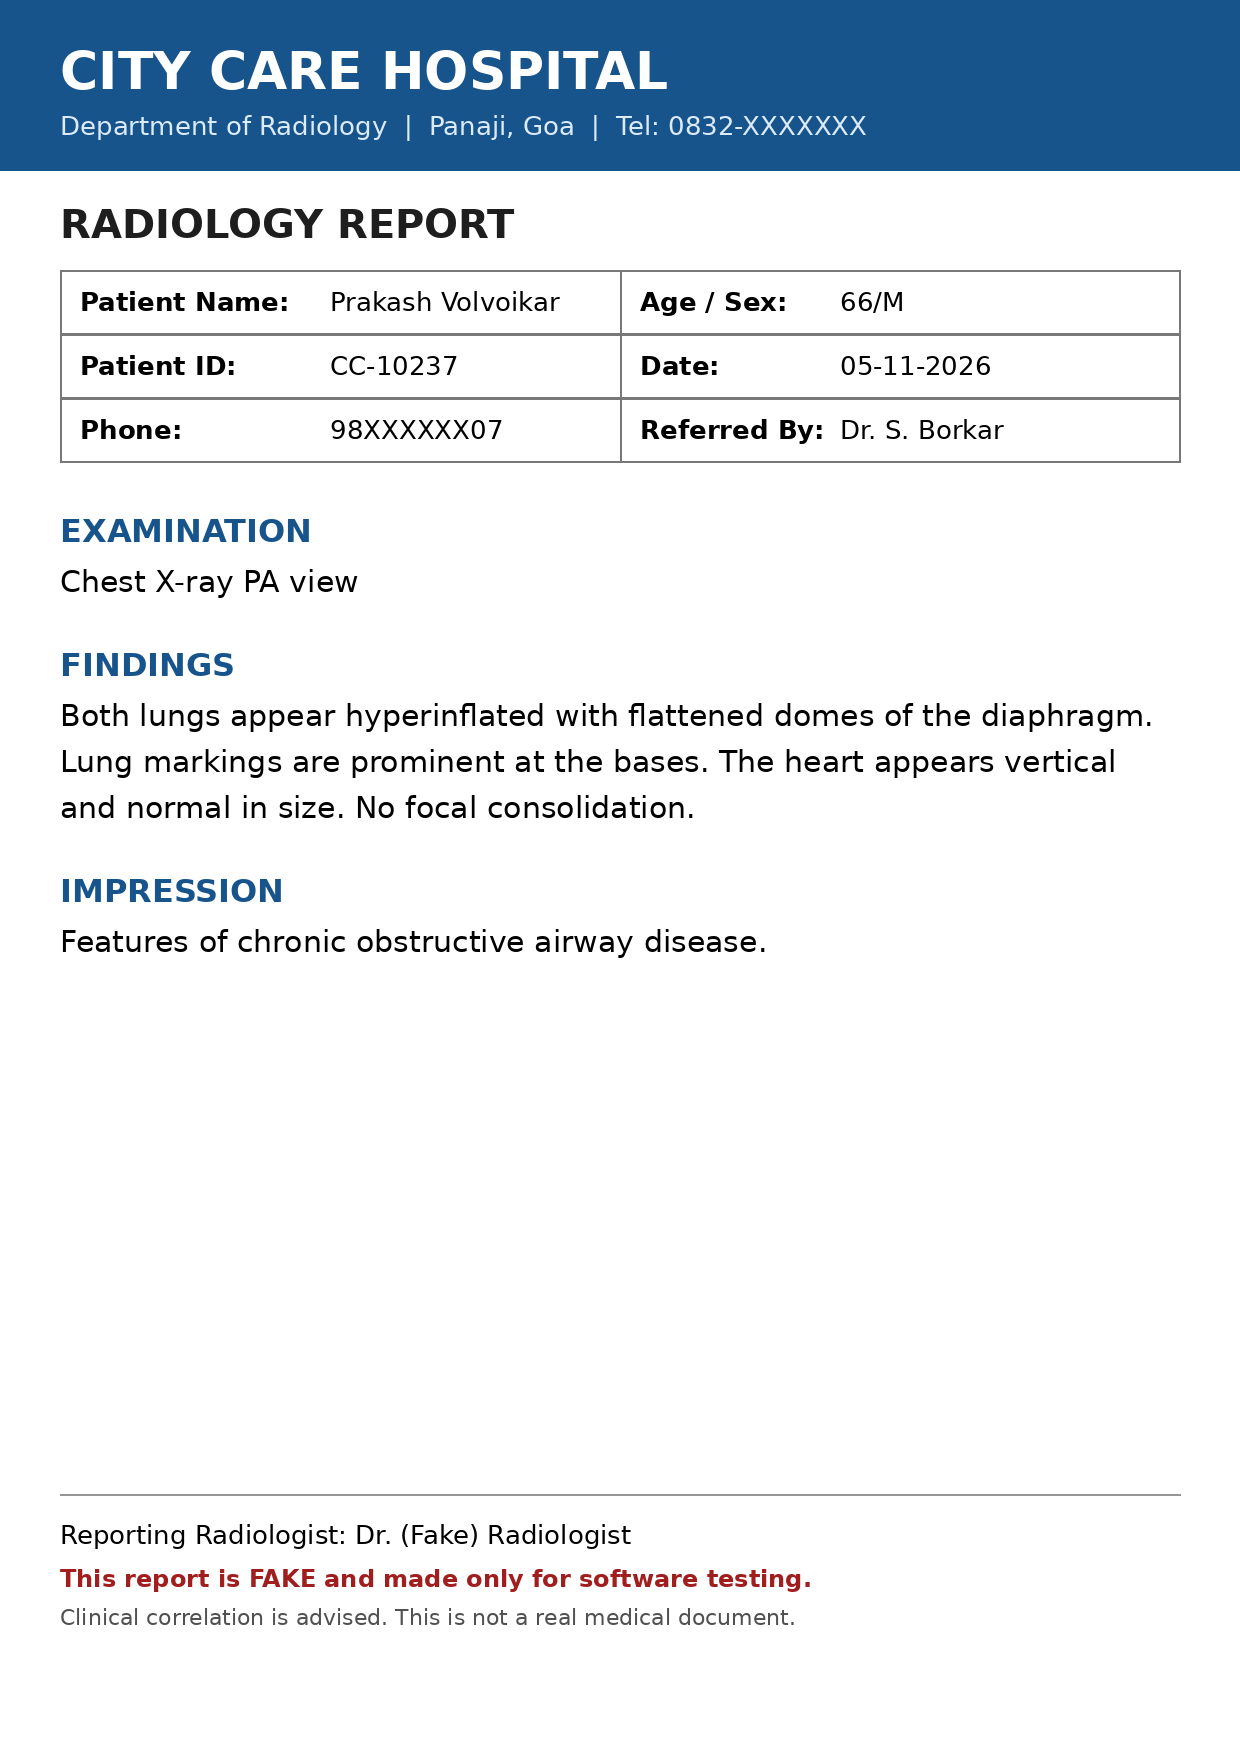 CITY CARE HOSPITAL
Department of Radiology | Panaji, Goa | Tel: 0832-XXXXXXX
RADIOLOGY REPORT
Patient Name: Prakash Volvoikar Age / Sex: 66/M
Patient ID: CC-10237 Date: 05-11-2026
Phone: 98XXXXXX07 Referred By: Dr. S. Borkar
EXAMINATION
Chest X-ray PA view
FINDINGS
Both lungs appear hyperinflated with flattened domes of the diaphragm.
Lung markings are prominent at the bases. The heart appears vertical
and normal in size. No focal consolidation.
IMPRESSION
Features of chronic obstructive airway disease.
Reporting Radiologist: Dr. (Fake) Radiologist
This report is FAKE and made only for software testing.
Clinical correlation is advised. This is not a real medical document.